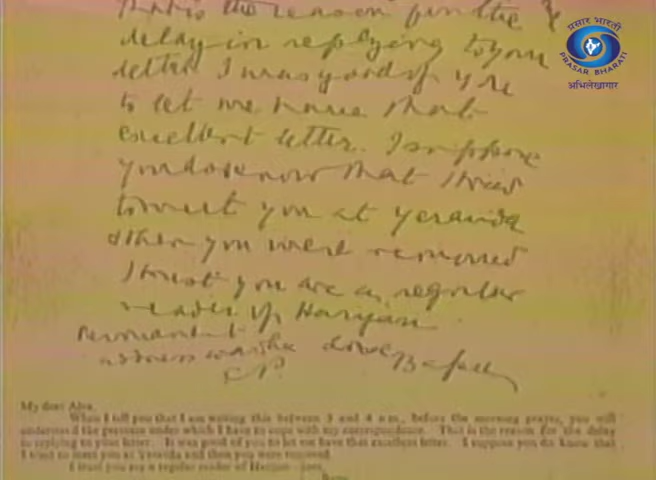 that is the reason for the
delay in replying to your
letter. It was good of you
to let me have that
excellent letter. I suppose
you do know that I tried
to meet you at Yeravda
& then you were removed
I trust you are a regular
reader of Harijan.
Permanent
address Wardha love Bapu
C P.
प्रसार भारती
PRASAR BHARATI
अभिलेखागार
My dear Alva,
When I tell you that I am writing this between 3 and 4 a.m., before the morning prayer, you will
understand the pressure under which I have to cope with my correspondence. That is the reason for the delay
in replying to your letter. It was good of you to let me have that excellent letter. I suppose you do know that
I tried to meet you at Yeravda and then you were removed.
I trust you are a regular reader of Harijan. Love,
Bapu